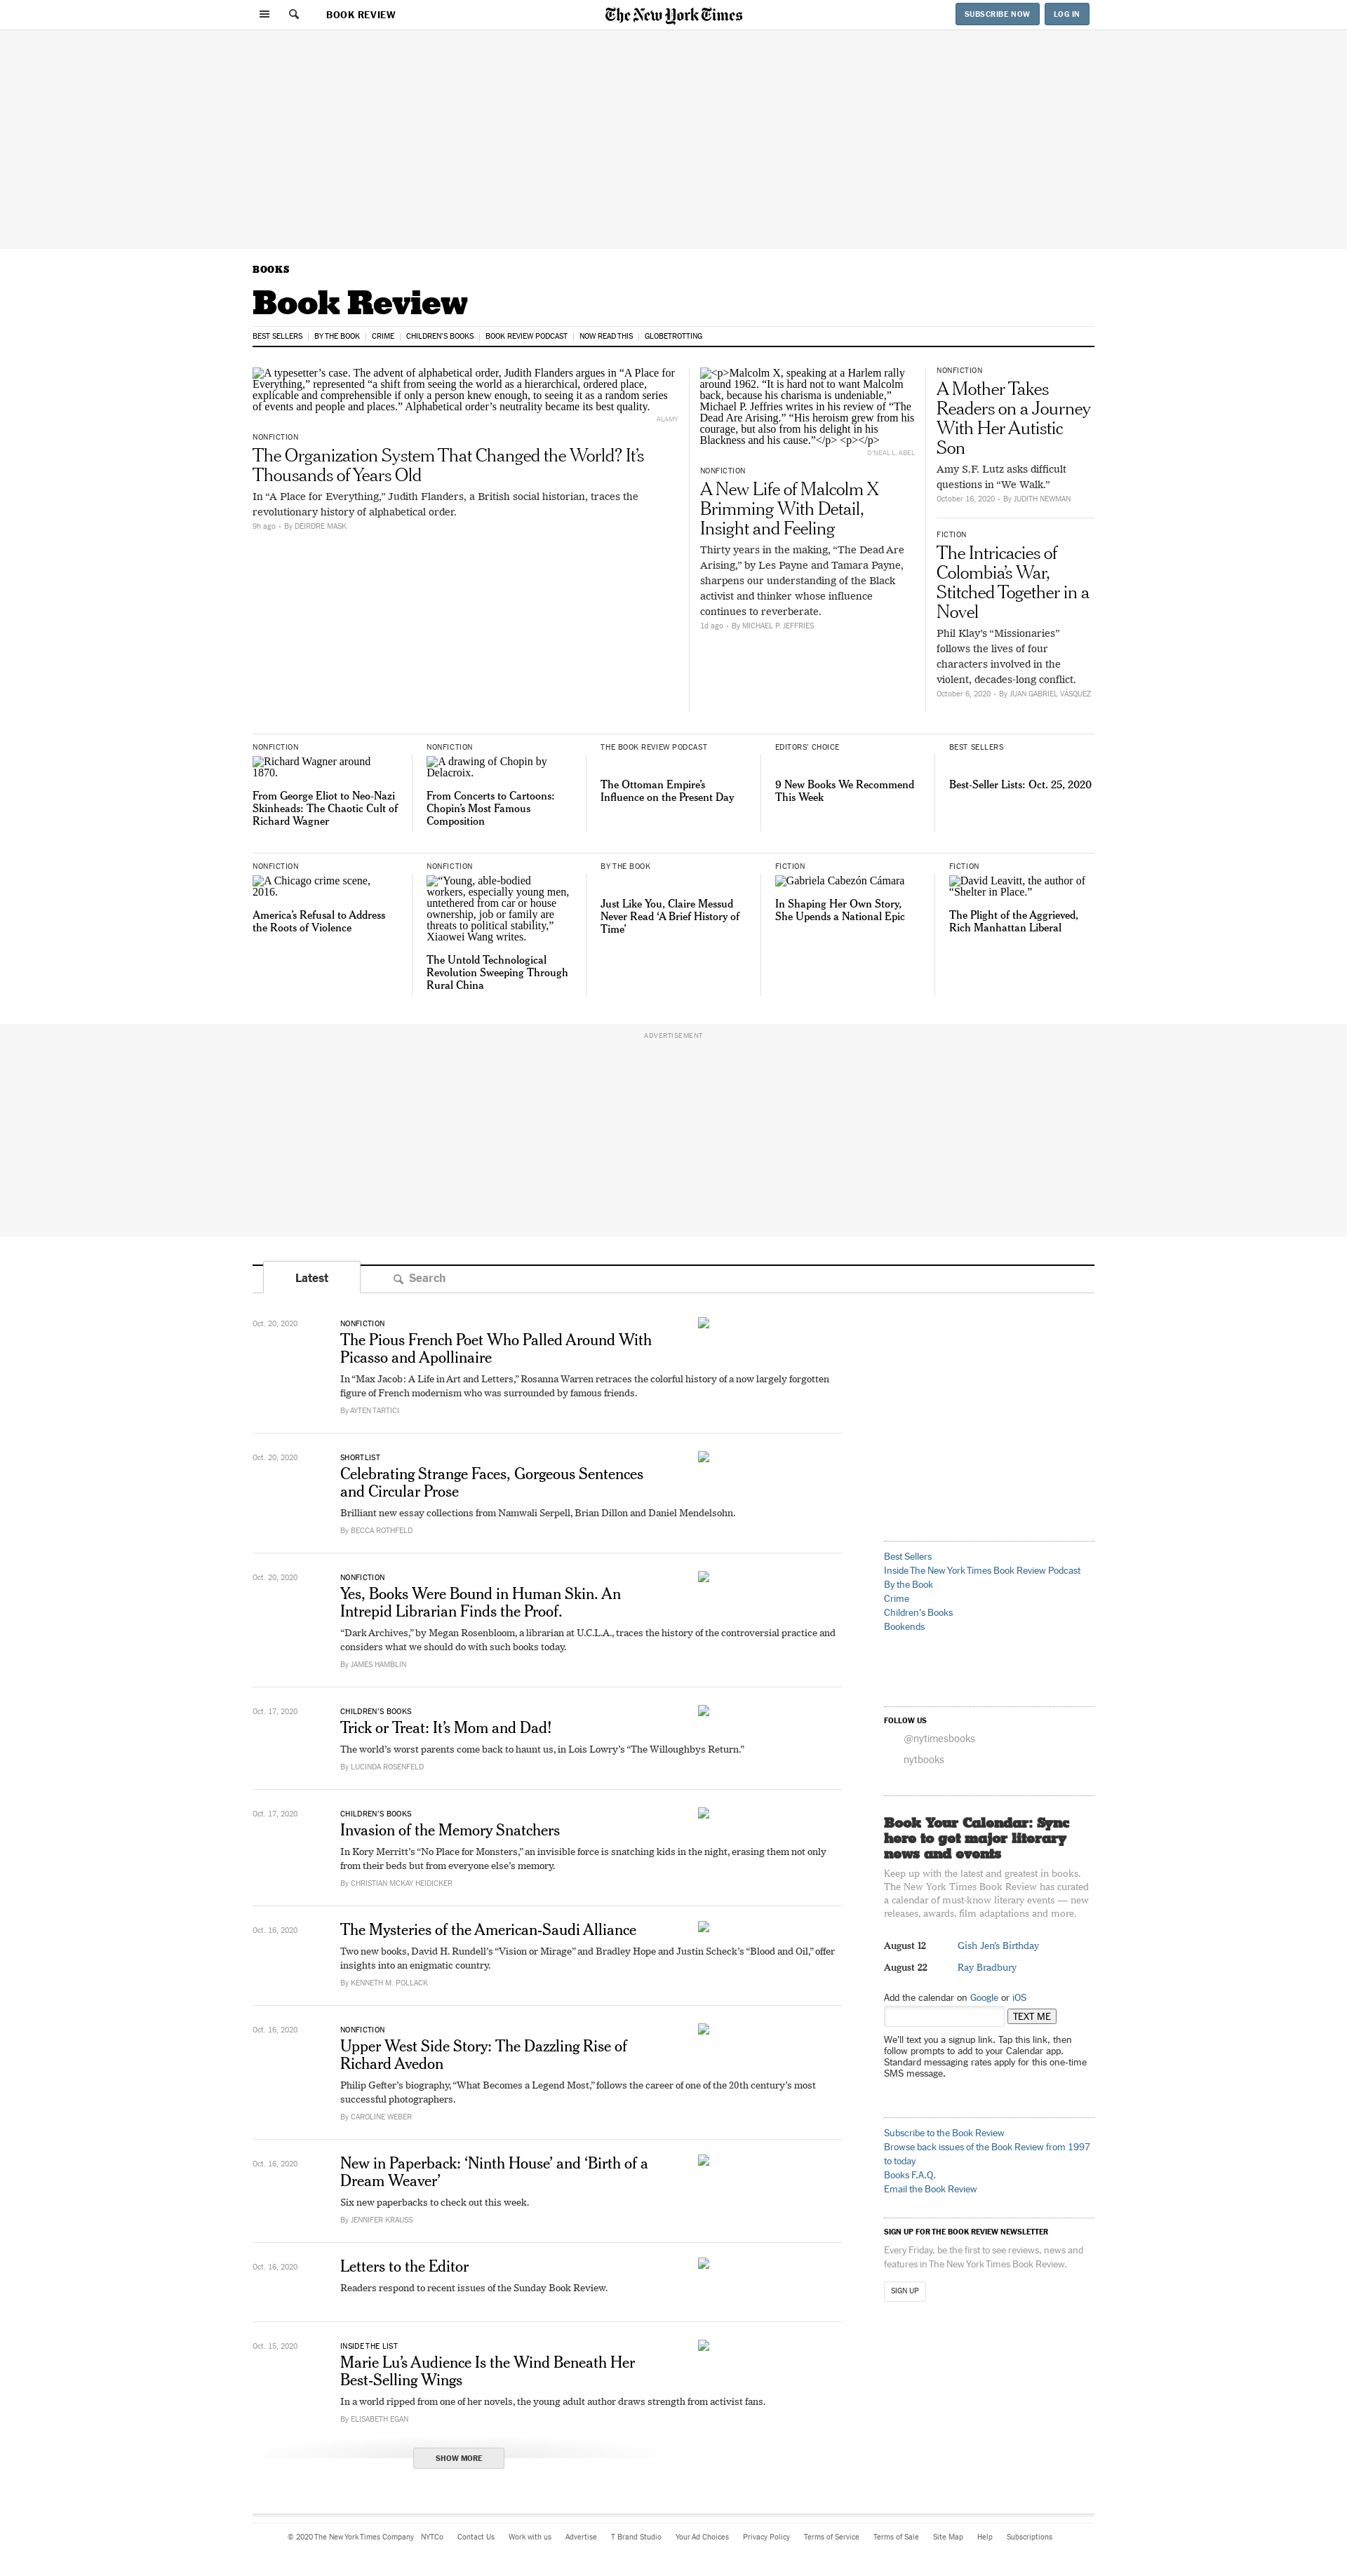 BOOK REVIEW
The New York Times
SUBSCRIBE NOW
LOG IN
BOOKS
Book Review
BEST SELLERS | BY THE BOOK | CRIME | CHILDREN'S BOOKS | BOOK REVIEW PODCAST | NOW READ THIS | GLOBETROTTING
A typesetter’s case. The advent of alphabetical order, Judith Flanders argues in “A Place for
Everything,” represented “a shift from seeing the world as a hierarchical, ordered place,
explicable and comprehensible if only a person knew enough, to seeing it as a random series
of events and people and places.” Alphabetical order’s neutrality became its best quality.
ALAMY
NONFICTION
The Organization System That Changed the World? It’s
Thousands of Years Old
In “A Place for Everything,” Judith Flanders, a British social historian, traces the
revolutionary history of alphabetical order.
9h ago - By DEIRDRE MASK
<p>Malcolm X, speaking at a Harlem rally
around 1962. “It is hard not to want Malcolm
back, because his charisma is undeniable,”
Michael P. Jeffries writes in his review of “The
Dead Are Arising.” “His heroism grew from his
courage, but also from his delight in his
Blackness and his cause.”</p> <p></p>
O'NEAL L. ABEL
NONFICTION
A New Life of Malcolm X
Brimming With Detail,
Insight and Feeling
Thirty years in the making, “The Dead Are
Arising,” by Les Payne and Tamara Payne,
sharpens our understanding of the Black
activist and thinker whose influence
continues to reverberate.
1d ago - By MICHAEL P. JEFFRIES
NONFICTION
A Mother Takes
Readers on a Journey
With Her Autistic
Son
Amy S.F. Lutz asks difficult
questions in “We Walk.”
October 16, 2020 - By JUDITH NEWMAN
FICTION
The Intricacies of
Colombia’s War,
Stitched Together in a
Novel
Phil Klay’s “Missionaries”
follows the lives of four
characters involved in the
violent, decades-long conflict.
October 6, 2020 - By JUAN GABRIEL VÁSQUEZ
NONFICTION
Richard Wagner around
1870.
From George Eliot to Neo-Nazi
Skinheads: The Chaotic Cult of
Richard Wagner
NONFICTION
A drawing of Chopin by
Delacroix.
From Concerts to Cartoons:
Chopin’s Most Famous
Composition
THE BOOK REVIEW PODCAST
The Ottoman Empire’s
Influence on the Present Day
EDITORS’ CHOICE
9 New Books We Recommend
This Week
BEST SELLERS
Best-Seller Lists: Oct. 25, 2020
NONFICTION
A Chicago crime scene,
2016.
America’s Refusal to Address
the Roots of Violence
NONFICTION
“Young, able-bodied
workers, especially young men,
untethered from car or house
ownership, job or family are
threats to political stability,”
Xiaowei Wang writes.
The Untold Technological
Revolution Sweeping Through
Rural China
BY THE BOOK
Just Like You, Claire Messud
Never Read ‘A Brief History of
Time’
FICTION
Gabriela Cabezón Cámara
In Shaping Her Own Story,
She Upends a National Epic
FICTION
David Leavitt, the author of
“Shelter in Place.”
The Plight of the Aggrieved,
Rich Manhattan Liberal
ADVERTISEMENT
Latest
Search
Oct. 20, 2020
NONFICTION
The Pious French Poet Who Palled Around With
Picasso and Apollinaire
In “Max Jacob: A Life in Art and Letters,” Rosanna Warren retraces the colorful history of a now largely forgotten
figure of French modernism who was surrounded by famous friends.
By AYTEN TARTICI
Oct. 20, 2020
SHORTLIST
Celebrating Strange Faces, Gorgeous Sentences
and Circular Prose
Brilliant new essay collections from Namwali Serpell, Brian Dillon and Daniel Mendelsohn.
By BECCA ROTHFELD
Oct. 20, 2020
NONFICTION
Yes, Books Were Bound in Human Skin. An
Intrepid Librarian Finds the Proof.
“Dark Archives,” by Megan Rosenbloom, a librarian at U.C.L.A., traces the history of the controversial practice and
considers what we should do with such books today.
By JAMES HAMBLIN
Oct. 17, 2020
CHILDREN’S BOOKS
Trick or Treat: It’s Mom and Dad!
The world’s worst parents come back to haunt us, in Lois Lowry’s “The Willoughbys Return.”
By LUCINDA ROSENFELD
Oct. 17, 2020
CHILDREN’S BOOKS
Invasion of the Memory Snatchers
In Kory Merritt’s “No Place for Monsters,” an invisible force is snatching kids in the night, erasing them not only
from their beds but from everyone else’s memory.
By CHRISTIAN MCKAY HEIDICKER
Oct. 16, 2020
The Mysteries of the American-Saudi Alliance
Two new books, David H. Rundell’s “Vision or Mirage” and Bradley Hope and Justin Scheck’s “Blood and Oil,” offer
insights into an enigmatic country.
By KENNETH M. POLLACK
Oct. 16, 2020
NONFICTION
Upper West Side Story: The Dazzling Rise of
Richard Avedon
Philip Gefter’s biography, “What Becomes a Legend Most,” follows the career of one of the 20th century’s most
successful photographers.
By CAROLINE WEBER
Oct. 16, 2020
New in Paperback: ‘Ninth House’ and ‘Birth of a
Dream Weaver’
Six new paperbacks to check out this week.
By JENNIFER KRAUSS
Oct. 16, 2020
Letters to the Editor
Readers respond to recent issues of the Sunday Book Review.
Oct. 15, 2020
INSIDE THE LIST
Marie Lu’s Audience Is the Wind Beneath Her
Best-Selling Wings
In a world ripped from one of her novels, the young adult author draws strength from activist fans.
By ELISABETH EGAN
SHOW MORE
Best Sellers
Inside The New York Times Book Review Podcast
By the Book
Crime
Children's Books
Bookends
FOLLOW US
@nytimesbooks
nytbooks
Book Your Calendar: Sync
here to get major literary
news and events
Keep up with the latest and greatest in books.
The New York Times Book Review has curated
a calendar of must-know literary events — new
releases, awards, film adaptations and more.
August 12 Gish Jen's Birthday
August 22 Ray Bradbury
Add the calendar on Google or iOS
TEXT ME
We'll text you a signup link. Tap this link, then
follow prompts to add to your Calendar app.
Standard messaging rates apply for this one-time
SMS message.
Subscribe to the Book Review
Browse back issues of the Book Review from 1997
to today
Books F.A.Q.
Email the Book Review
SIGN UP FOR THE BOOK REVIEW NEWSLETTER
Every Friday, be the first to see reviews, news and
features in The New York Times Book Review.
SIGN UP
© 2020 The New York Times Company NYTCo Contact Us Work with us Advertise T Brand Studio Your Ad Choices Privacy Policy Terms of Service Terms of Sale Site Map Help Subscriptions